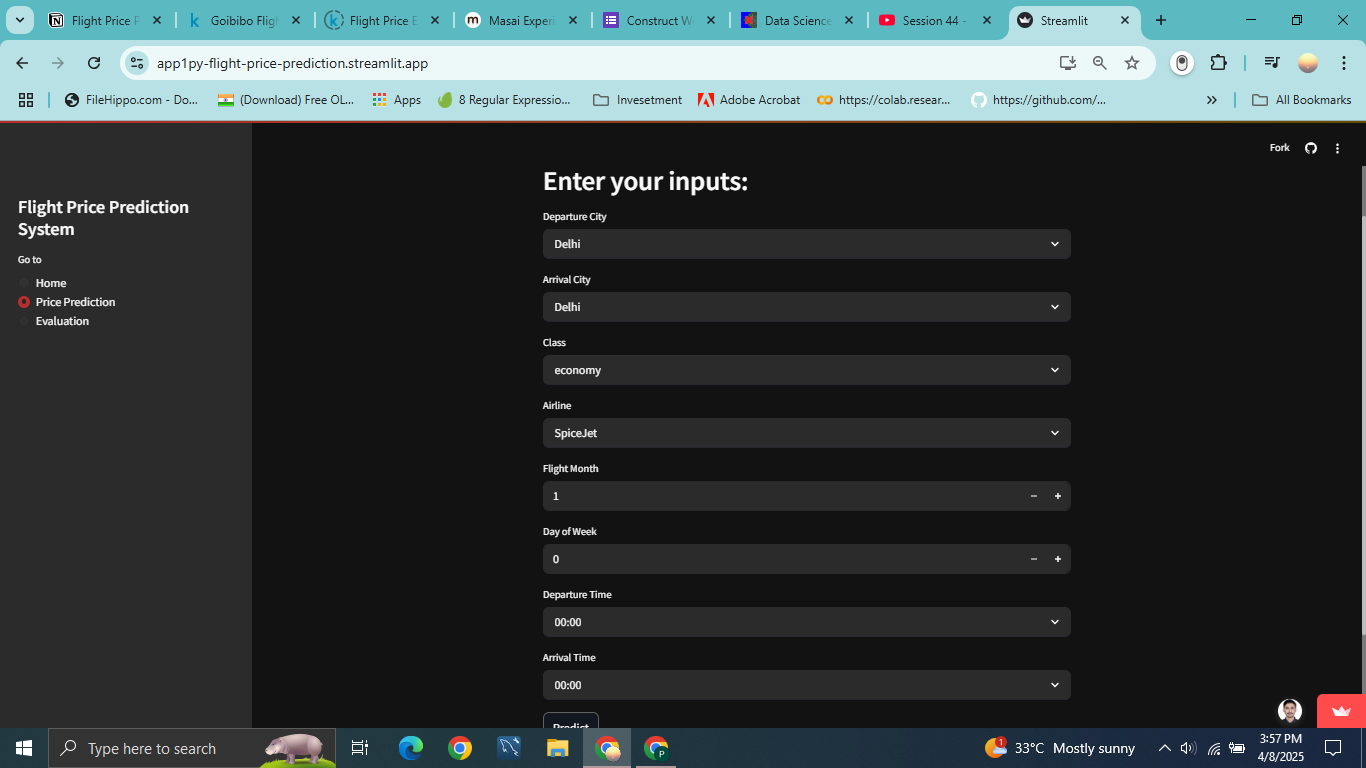 Flight Price P
Goibibo Fligh
Flight Price E
Masai Experi
Construct W
Data Science
Session 44 -
Streamlit
app1py-flight-price-prediction.streamlit.app
FileHippo.com - Do...
(Download) Free OL...
Apps
8 Regular Expressio...
Invesetment
Adobe Acrobat
https://colab.resear...
https://github.com/...
All Bookmarks
Fork
Flight Price Prediction
System
Go to
Home
Price Prediction
Evaluation
Enter your inputs:
Departure City
Delhi
Arrival City
Delhi
Class
economy
Airline
SpiceJet
Flight Month
1
Day of Week
0
Departure Time
00:00
Arrival Time
00:00
Predict
Type here to search
1
33°C Mostly sunny
3:57 PM
4/8/2025